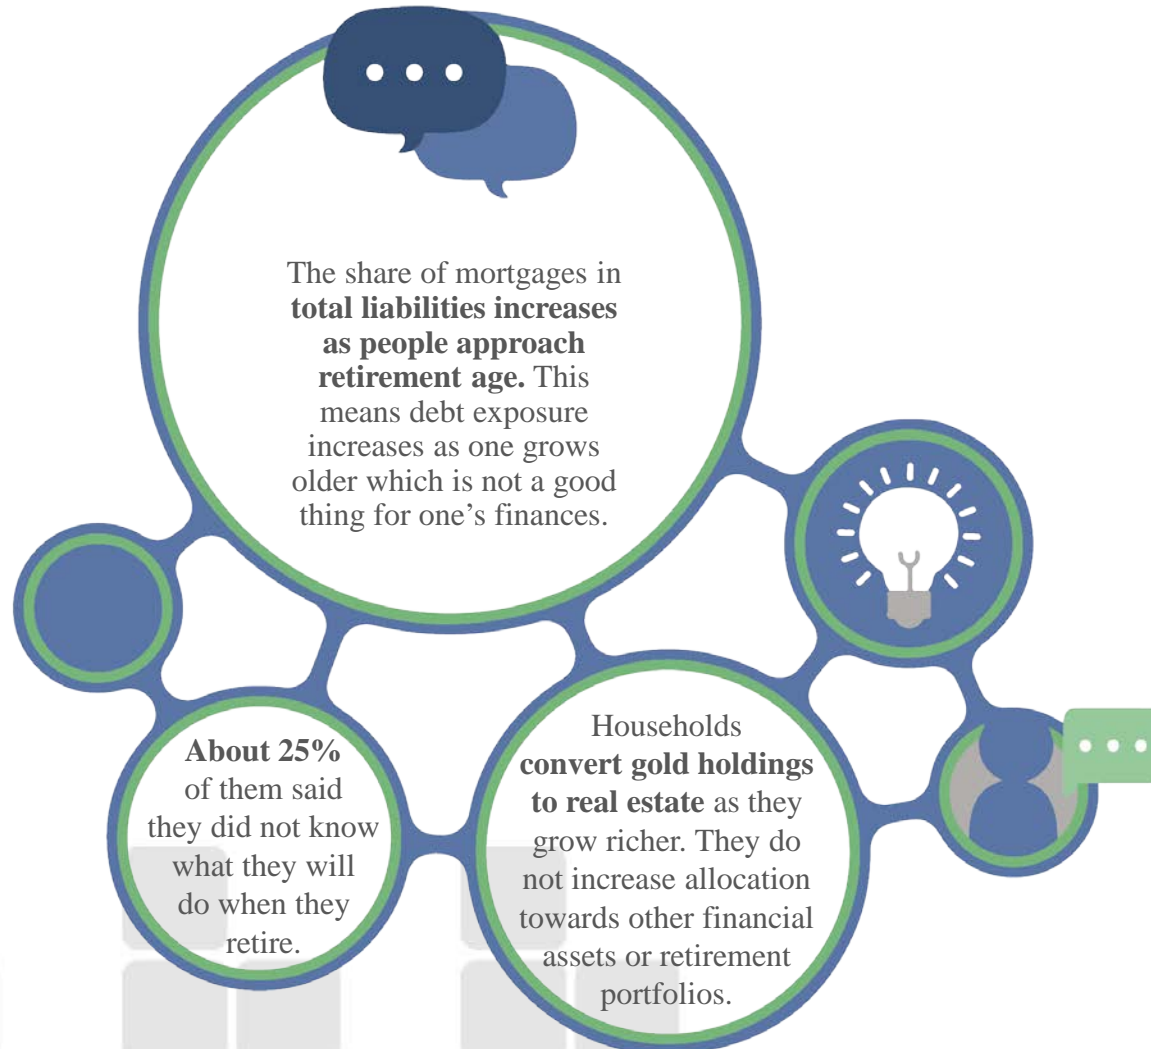 The share of mortgages in
total liabilities increases
as people approach
retirement age. This
means debt exposure
increases as one grows
older which is not a good
thing for one’s finances.
About 25%
of them said
they did not know
what they will
do when they
retire.
Households
convert gold holdings
to real estate as they
grow richer. They do
not increase allocation
towards other financial
assets or retirement
portfolios.